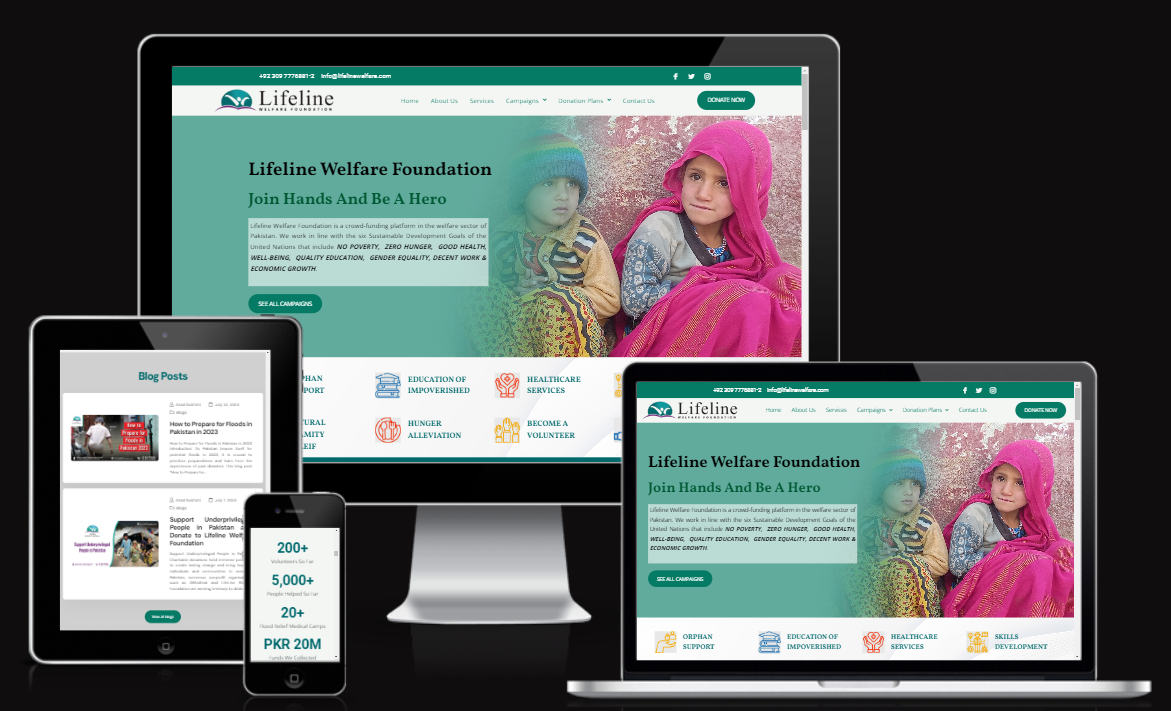 +92 309 7776881-2 info@lifelinewelfare.com
Lifeline
WELFARE FOUNDATION
Home About Us Services Campaigns Donation Plans Contact Us
DONATE NOW
Lifeline Welfare Foundation
Join Hands And Be A Hero
Lifeline Welfare Foundation is a crowd-funding platform in the welfare sector of
Pakistan. We work in line with the six Sustainable Development Goals of the
United Nations that include NO POVERTY, ZERO HUNGER, GOOD HEALTH,
WELL-BEING, QUALITY EDUCATION, GENDER EQUALITY, DECENT WORK &
ECONOMIC GROWTH.
SEE ALL CAMPAIGNS
PHAN
PORT
EDUCATION OF
IMPOVERISHED
HEALTHCARE
SERVICES
URAL
AMITY
LEIF
HUNGER
ALLEVIATION
BECOME A
VOLUNTEER
Blog Posts
Blogs
How to Prepare for Floods in
Pakistan in 2023
How to
Prepare for
Floods in
Pakistan 2023
Blogs
Support Underprivile
People in Pakistan a
Donate to Lifeline Welf
Foundation
Support Underprivileged
People in Pakistan
View all blogs
200+
Volunteers So Far
5,000+
People Helped So Far
20+
Flood Relief Medical Camps
PKR 20M
Funds We Collected
+92 309 7776881-2 info@lifelinewelfare.com
Lifeline
WELFARE FOUNDATION
Home About Us Services Campaigns Donation Plans Contact Us
DONATE NOW
Lifeline Welfare Foundation
Join Hands And Be A Hero
Lifeline Welfare Foundation is a crowd-funding platform in the welfare sector of
Pakistan. We work in line with the six Sustainable Development Goals of the
United Nations that include NO POVERTY, ZERO HUNGER, GOOD HEALTH,
WELL-BEING, QUALITY EDUCATION, GENDER EQUALITY, DECENT WORK &
ECONOMIC GROWTH.
SEE ALL CAMPAIGNS
ORPHAN
SUPPORT
EDUCATION OF
IMPOVERISHED
HEALTHCARE
SERVICES
SKILLS
DEVELOPMENT